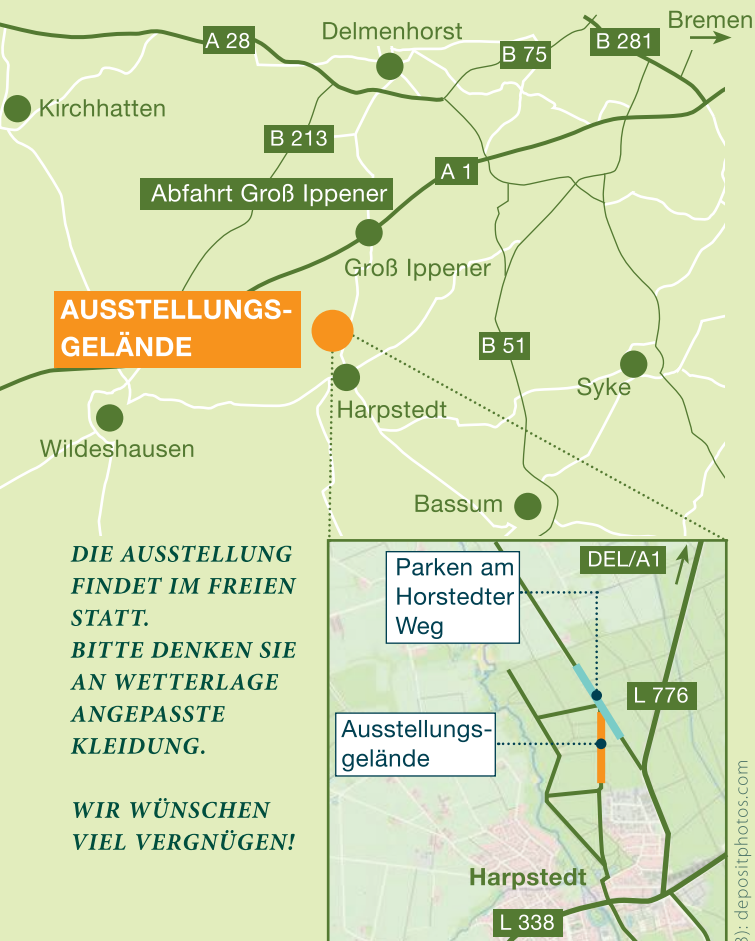 Bremen
Delmenhorst
A 28
B 281
B 75
Kirchhatten
B 213
A 1
Abfahrt Groß Ippener
Groß Ippener
AUSSTELLUNGS-
GELÄNDE
B 51
Syke
Harpstedt
Wildeshausen
Bassum
DIE AUSSTELLUNG
FINDET IM FREIEN
STATT.
BITTE DENKEN SIE
AN WETTERLAGE
ANGEPASSTE
KLEIDUNG.
WIR WÜNSCHEN
VIEL VERGNÜGEN!
Parken am
Horstedter
Weg
DEL/A1
L 776
Ausstellungs-
gelände
Harpstedt
L 338
): depositphotos.com